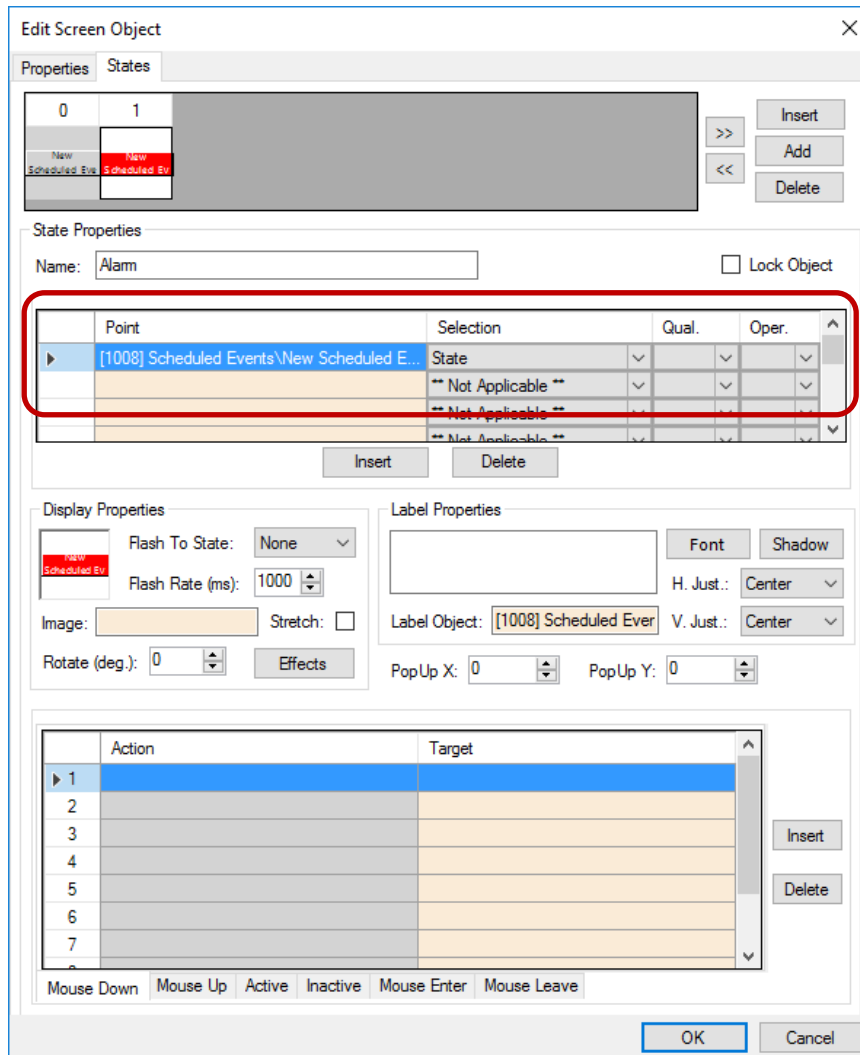 Edit Screen Object
Properties States
0 1
Insert
>>
New New
Scheduled Eve Scheduled Ev
Add
<<
Delete
State Properties
Name: Alarm Lock Object
Point Selection Qual. Oper.
[1008] Scheduled Events\New Scheduled E... State
** Not Applicable **
** Not Applicable **
** Not Applicable **
Insert Delete
Display Properties
Flash To State: None
New
Scheduled Ev
Flash Rate (ms): 1000
Image: Stretch:
Rotate (deg.): 0 Effects
Label Properties
Font Shadow
H. Just.: Center
Label Object: [1008] Scheduled Ever V. Just.: Center
PopUp X: 0 PopUp Y: 0
Action Target
1
2
3
4
5
6
7
Insert
Delete
Mouse Down Mouse Up Active Inactive Mouse Enter Mouse Leave
OK Cancel